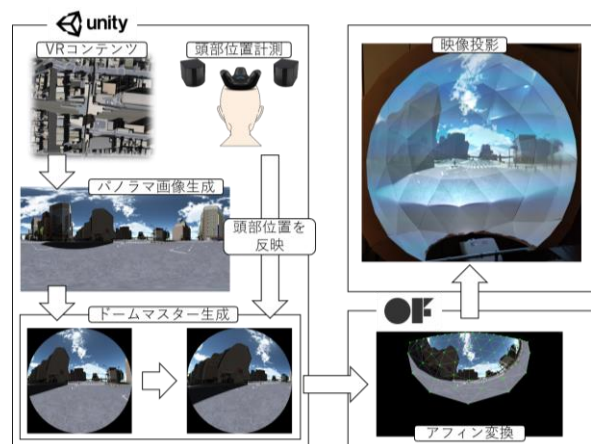 unity
VRコンテンツ
頭部位置計測
パノラマ画像生成
頭部位置を
反映
ドームマスター生成
映像投影
OF
アフィン変換